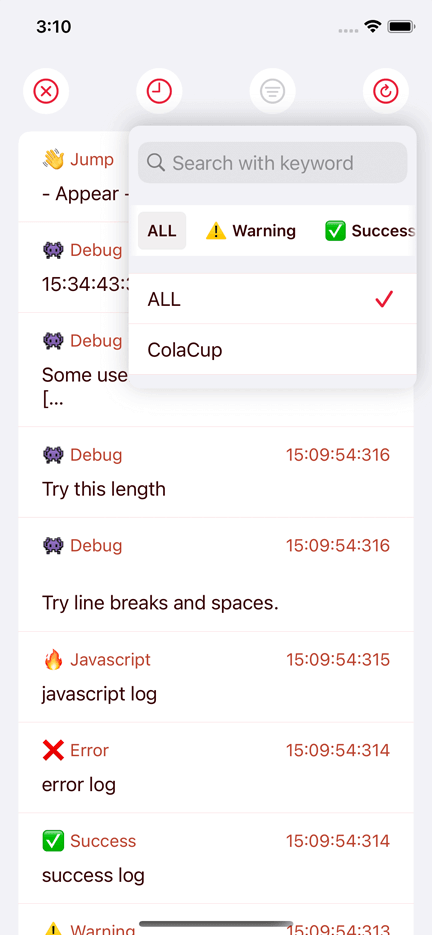 3:10
Jump
- Appear -
Search with keyword
ALL Warning Success
Debug
15:34:43:
ALL
ColaCup
Debug
Some use
[...
Debug 15:09:54:316
Try this length
Debug 15:09:54:316
Try line breaks and spaces.
Javascript 15:09:54:315
javascript log
Error 15:09:54:314
error log
Success 15:09:54:314
success log
Warning 15:09:54:313